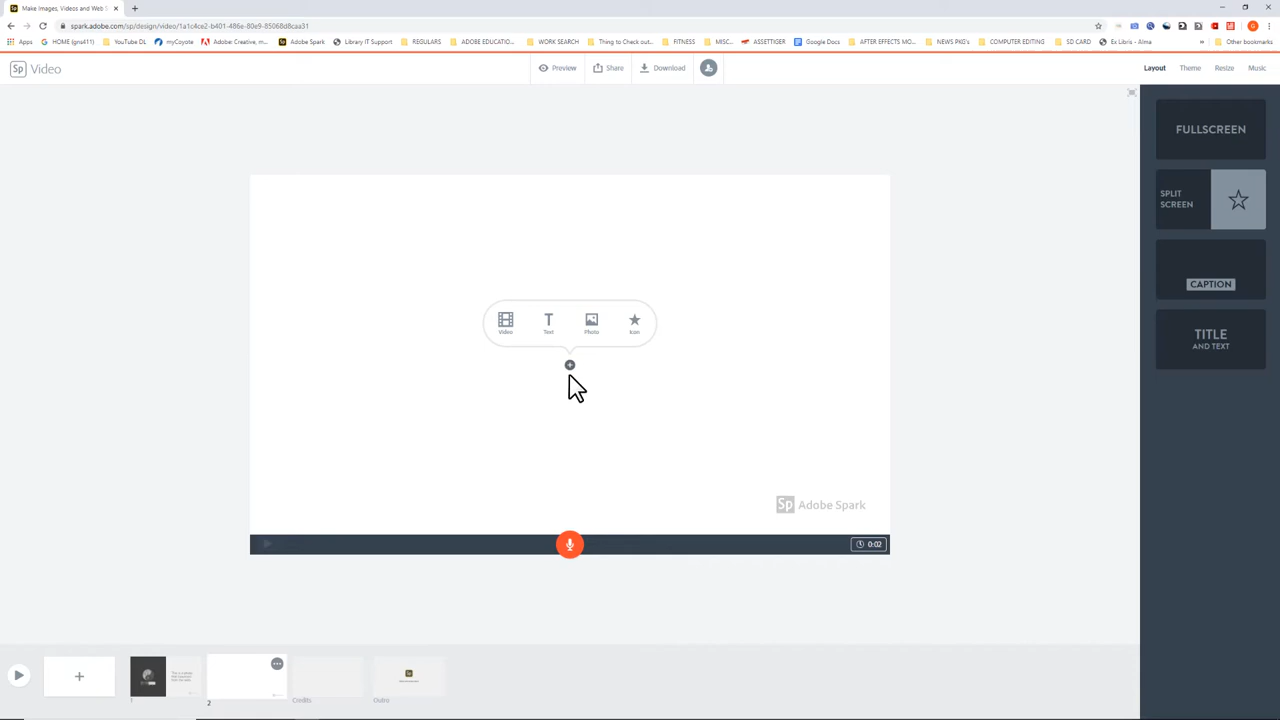 Make Images, Videos and Web S
spark.adobe.com/sp/design/video/1a1c4ce2-b401-486e-80e9-85068d8caa31
Apps
HOME (gns411)
YouTube DL
myCoyote
Adobe: Creative, m...
Adobe Spark
Library IT Support
REGULARS
ADOBE EDUCATIO...
WORK SEARCH
Thing to Check out...
FITNESS
MISC...
ASSETTIGER
Google Docs
AFTER EFFECTS MO...
NEWS PKG's
COMPUTER EDITING
SD CARD
Ex Libris - Alma
»
Other bookmarks
Sp Video
Preview
Share
Download
Layout
Theme
Resize
Music
FULLSCREEN
SPLIT
SCREEN
CAPTION
TITLE
AND TEXT
Video
Text
Photo
Icon
Sp Adobe Spark
0:02
1
2
Credits
Outro